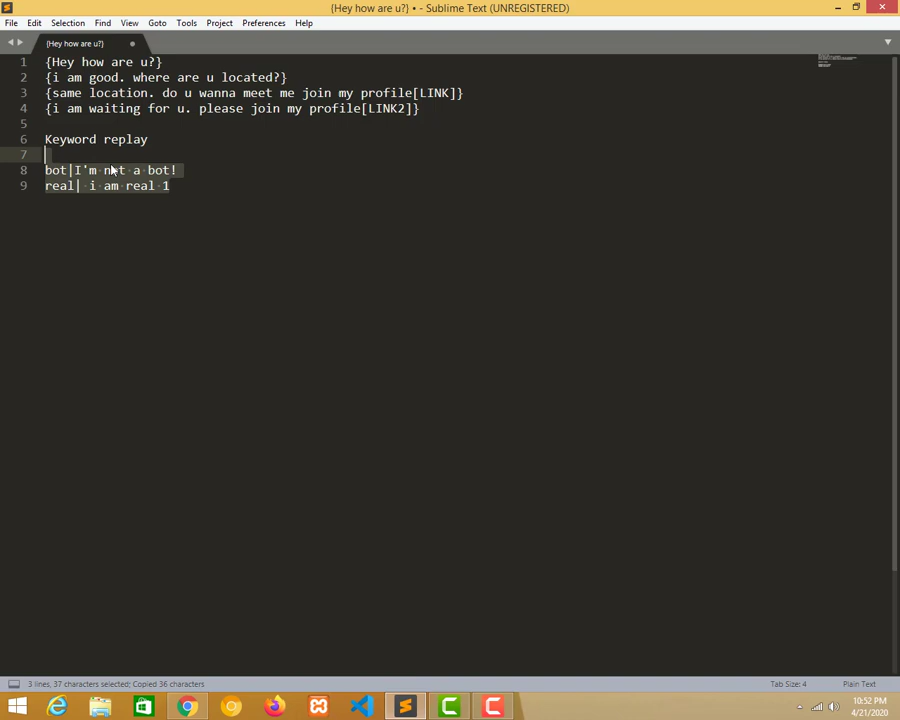 {Hey how are u?} • - Sublime Text (UNREGISTERED)
File Edit Selection Find View Goto Tools Project Preferences Help
{Hey how are u?}
1 {Hey how are u?}
2 {i am good. where are u located?}
3 {same location. do u wanna meet me join my profile[LINK]}
4 {i am waiting for u. please join my profile[LINK2]}
5
6 Keyword replay
7
8 bot|I'm not a bot!
9 real| i am real 1
3 lines, 37 characters selected; Copied 36 characters
Tab Size: 4
Plain Text
10:52 PM
4/21/2020